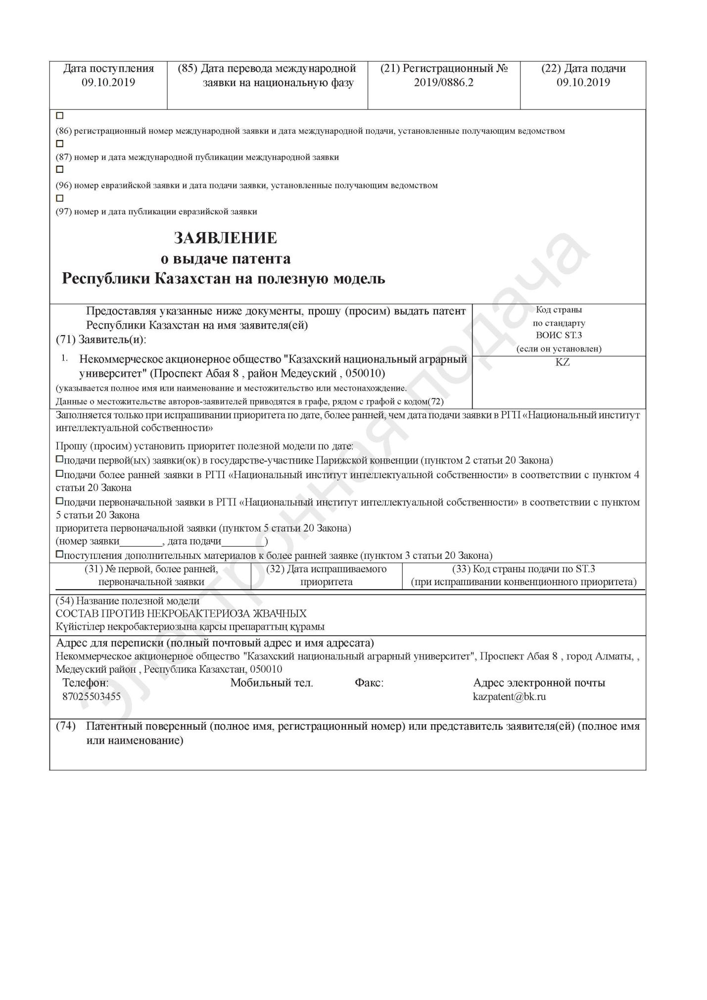 Дата поступления
09.10.2019
(85) Дата перевода международной
заявки на национальную фазу
(21) Регистрационный №
2019/0886.2
(22) Дата подачи
09.10.2019
☐
(86) регистрационный номер международной заявки и дата международной подачи, установленные получающим ведомством
☐
(87) номер и дата международной публикации международной заявки
☐
(96) номер евразийской заявки и дата подачи заявки, установленные получающим ведомством
☐
(97) номер и дата публикации евразийской заявки
ЗАЯВЛЕНИЕ
о выдаче патента
Республики Казахстан на полезную модель
Предоставляя указанные ниже документы, прошу (просим) выдать патент
Республики Казахстан на имя заявителя(ей)
(71) Заявитель(и):
1. Некоммерческое акционерное общество "Казахский национальный аграрный
университет" (Проспект Абая 8 , район Медеуский , 050010)
(указывается полное имя или наименование и местожительство или местонахождение.
Данные о местожительстве авторов-заявителей приводятся в графе, рядом с графой с кодом(72)
Код страны
по стандарту
ВОИС ST.3
(если он установлен)
KZ
Заполняется только при испрашивании приоритета по дате, более ранней, чем дата подачи заявки в РГП «Национальный институт
интеллектуальной собственности»
Прошу (просим) установить приоритет полезной модели по дате:
☐подачи первой(ых) заявки(ок) в государстве-участнике Парижской конвенции (пунктом 2 статьи 20 Закона)
☐подачи более ранней заявки в РГП «Национальный институт интеллектуальной собственности» в соответствии с пунктом 4
статьи 20 Закона
☐подачи первоначальной заявки в РГП «Национальный институт интеллектуальной собственности» в соответствии с пунктом
5 статьи 20 Закона
приоритета первоначальной заявки (пунктом 5 статьи 20 Закона)
(номер заявки________, дата подачи________)
☐поступления дополнительных материалов к более ранней заявке (пунктом 3 статьи 20 Закона)
(31) № первой, более ранней,
первоначальной заявки
(32) Дата испрашиваемого
приоритета
(33) Код страны подачи по ST.3
(при испрашивании конвенционного приоритета)
(54) Название полезной модели
СОСТАВ ПРОТИВ НЕКРОБАКТЕРИОЗА ЖВАЧНЫХ
Күйістілер некробактериозына қарсы препараттың құрамы
Адрес для переписки (полный почтовый адрес и имя адресата)
Некоммерческое акционерное общество "Казахский национальный аграрный университет", Проспект Абая 8 , город Алматы, ,
Медеуский район , Республика Казахстан, 050010
Телефон: Мобильный тел. Факс: Адрес электронной почты
87025503455 kazpatent@bk.ru
(74) Патентный поверенный (полное имя, регистрационный номер) или представитель заявителя(ей) (полное имя
или наименование)
Электронная подача